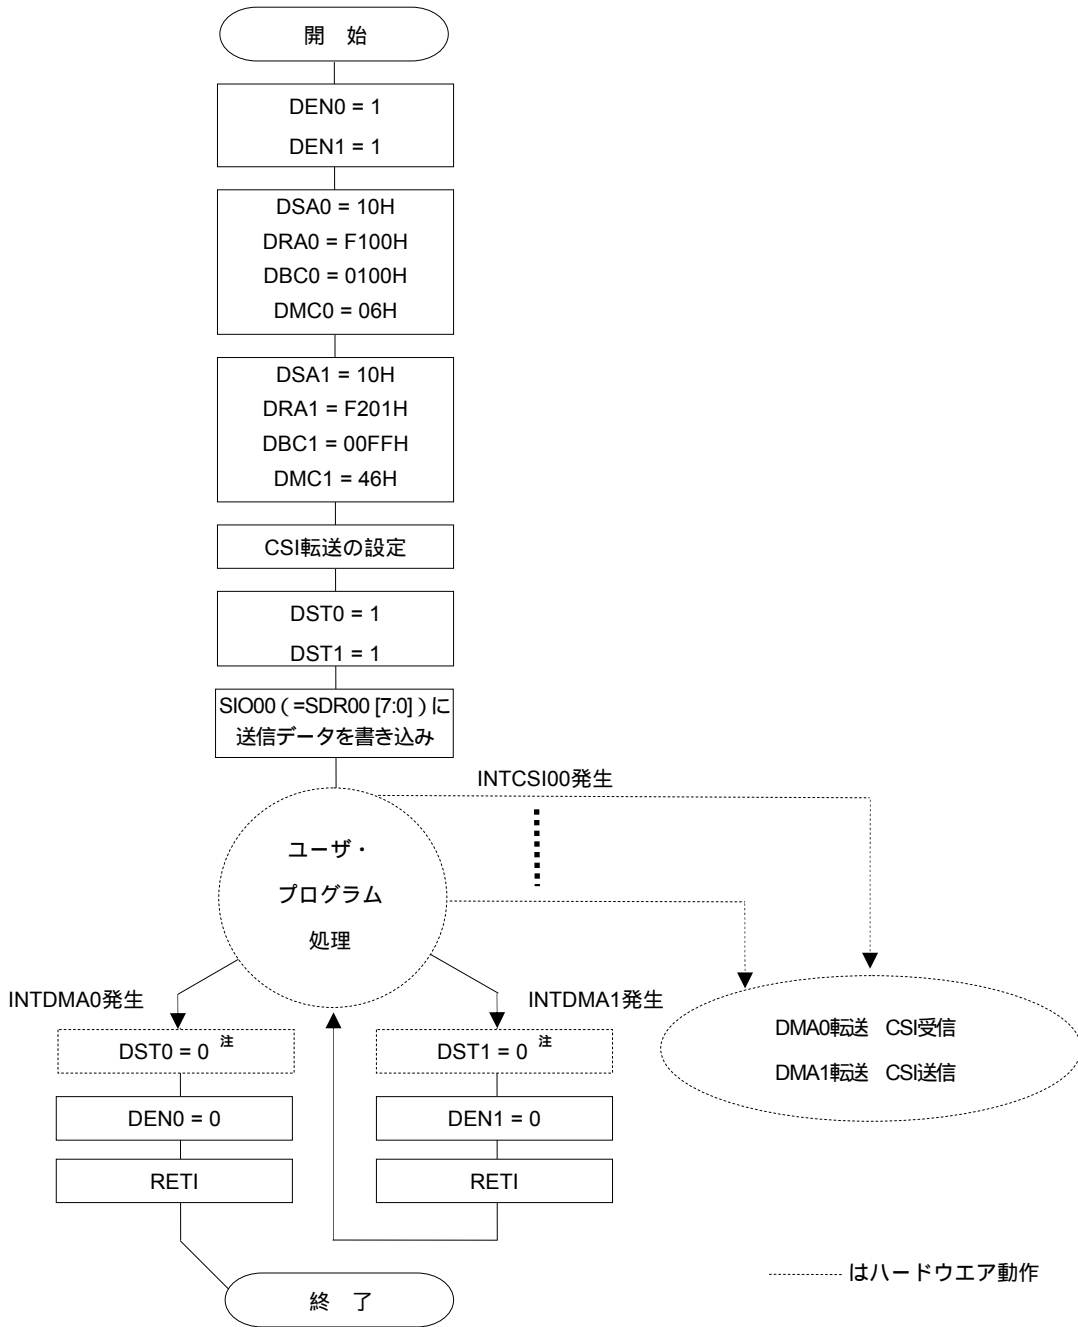 開 始
DEN0 = 1
DEN1 = 1
DSA0 = 10H
DRA0 = F100H
DBC0 = 0100H
DMC0 = 06H
DSA1 = 10H
DRA1 = F201H
DBC1 = 00FFH
DMC1 = 46H
CSI転送の設定
DST0 = 1
DST1 = 1
SIO00（=SDR00 [7:0]）に
送信データを書き込み
INTCSI00発生
ユーザ・
プログラム
処理
INTDMA0発生
INTDMA1発生
DST0 = 0 注
DST1 = 0 注
DMA0転送 CSI受信
DMA1転送 CSI送信
DEN0 = 0
DEN1 = 0
RETI
RETI
はハードウエア動作
終 了